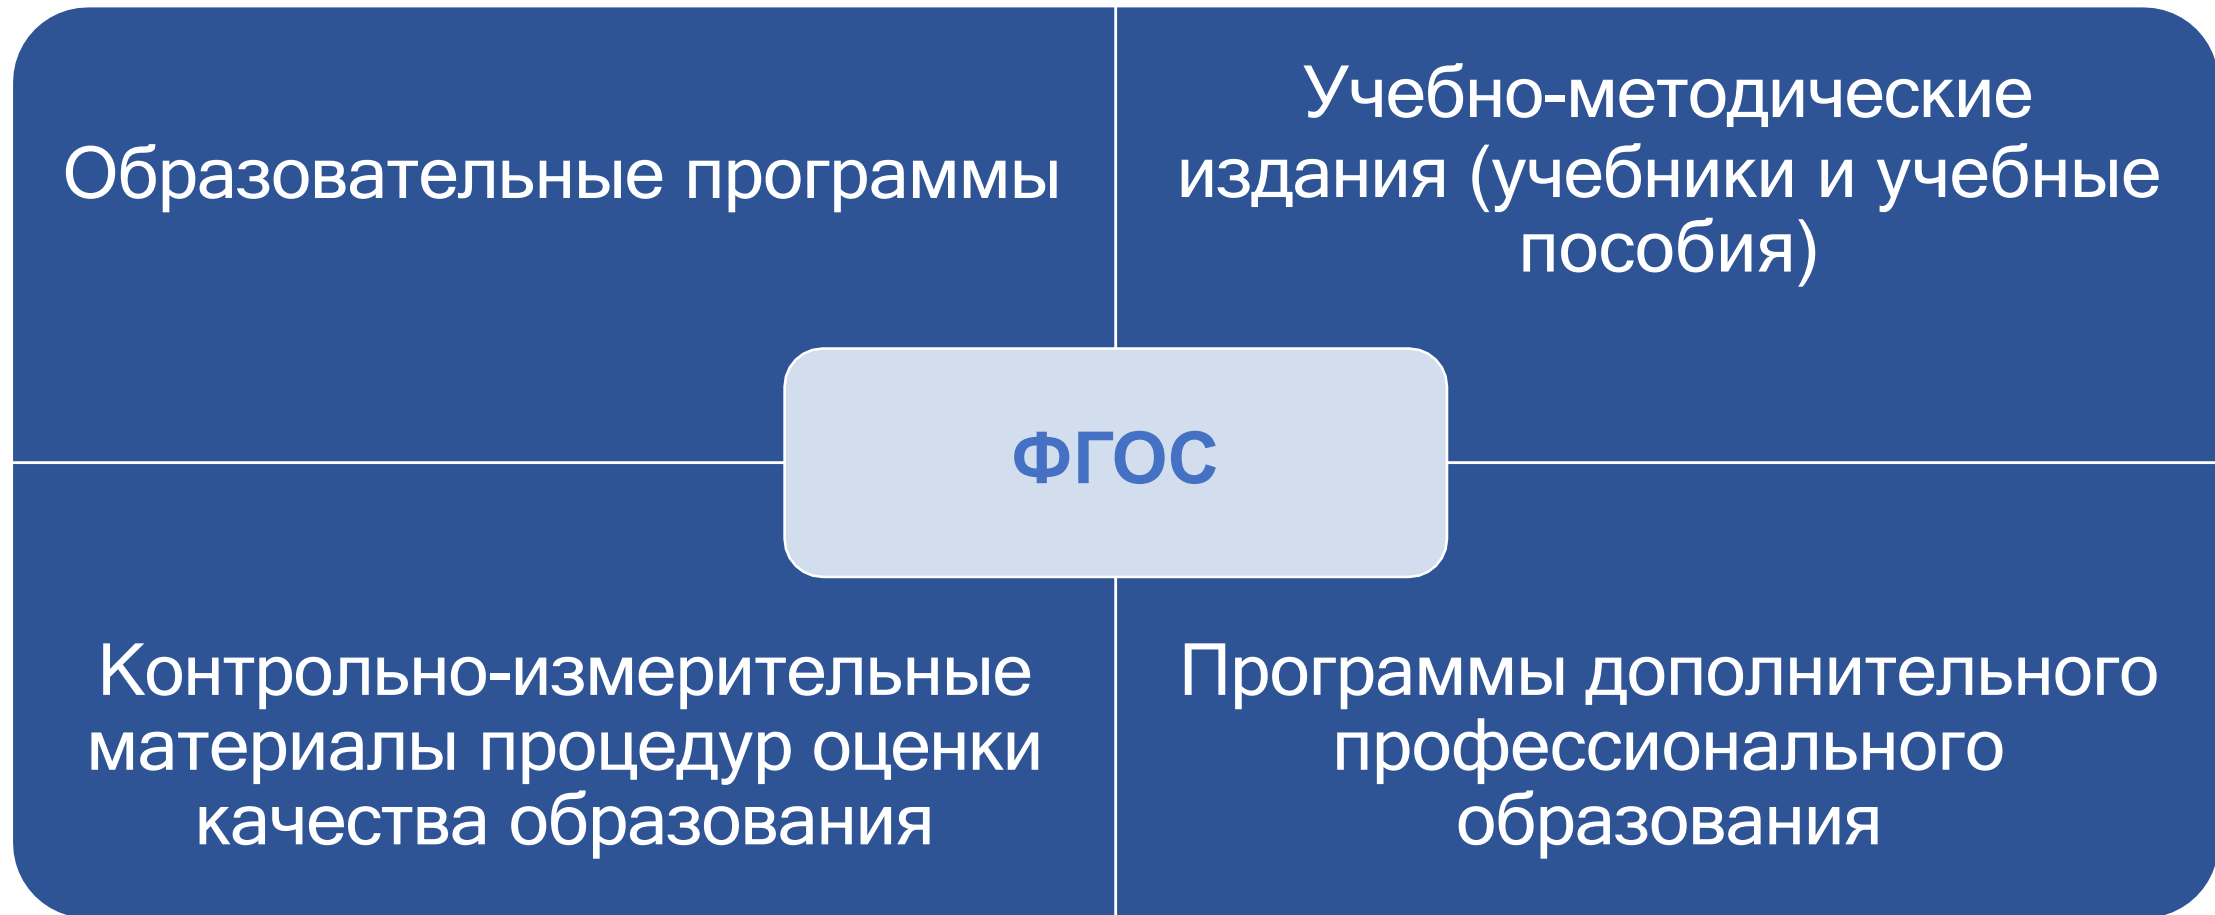 Образовательные программы
Учебно-методические
издания (учебники и учебные
пособия)
ФГОС
Контрольно-измерительные
материалы процедур оценки
качества образования
Программы дополнительного
профессионального
образования